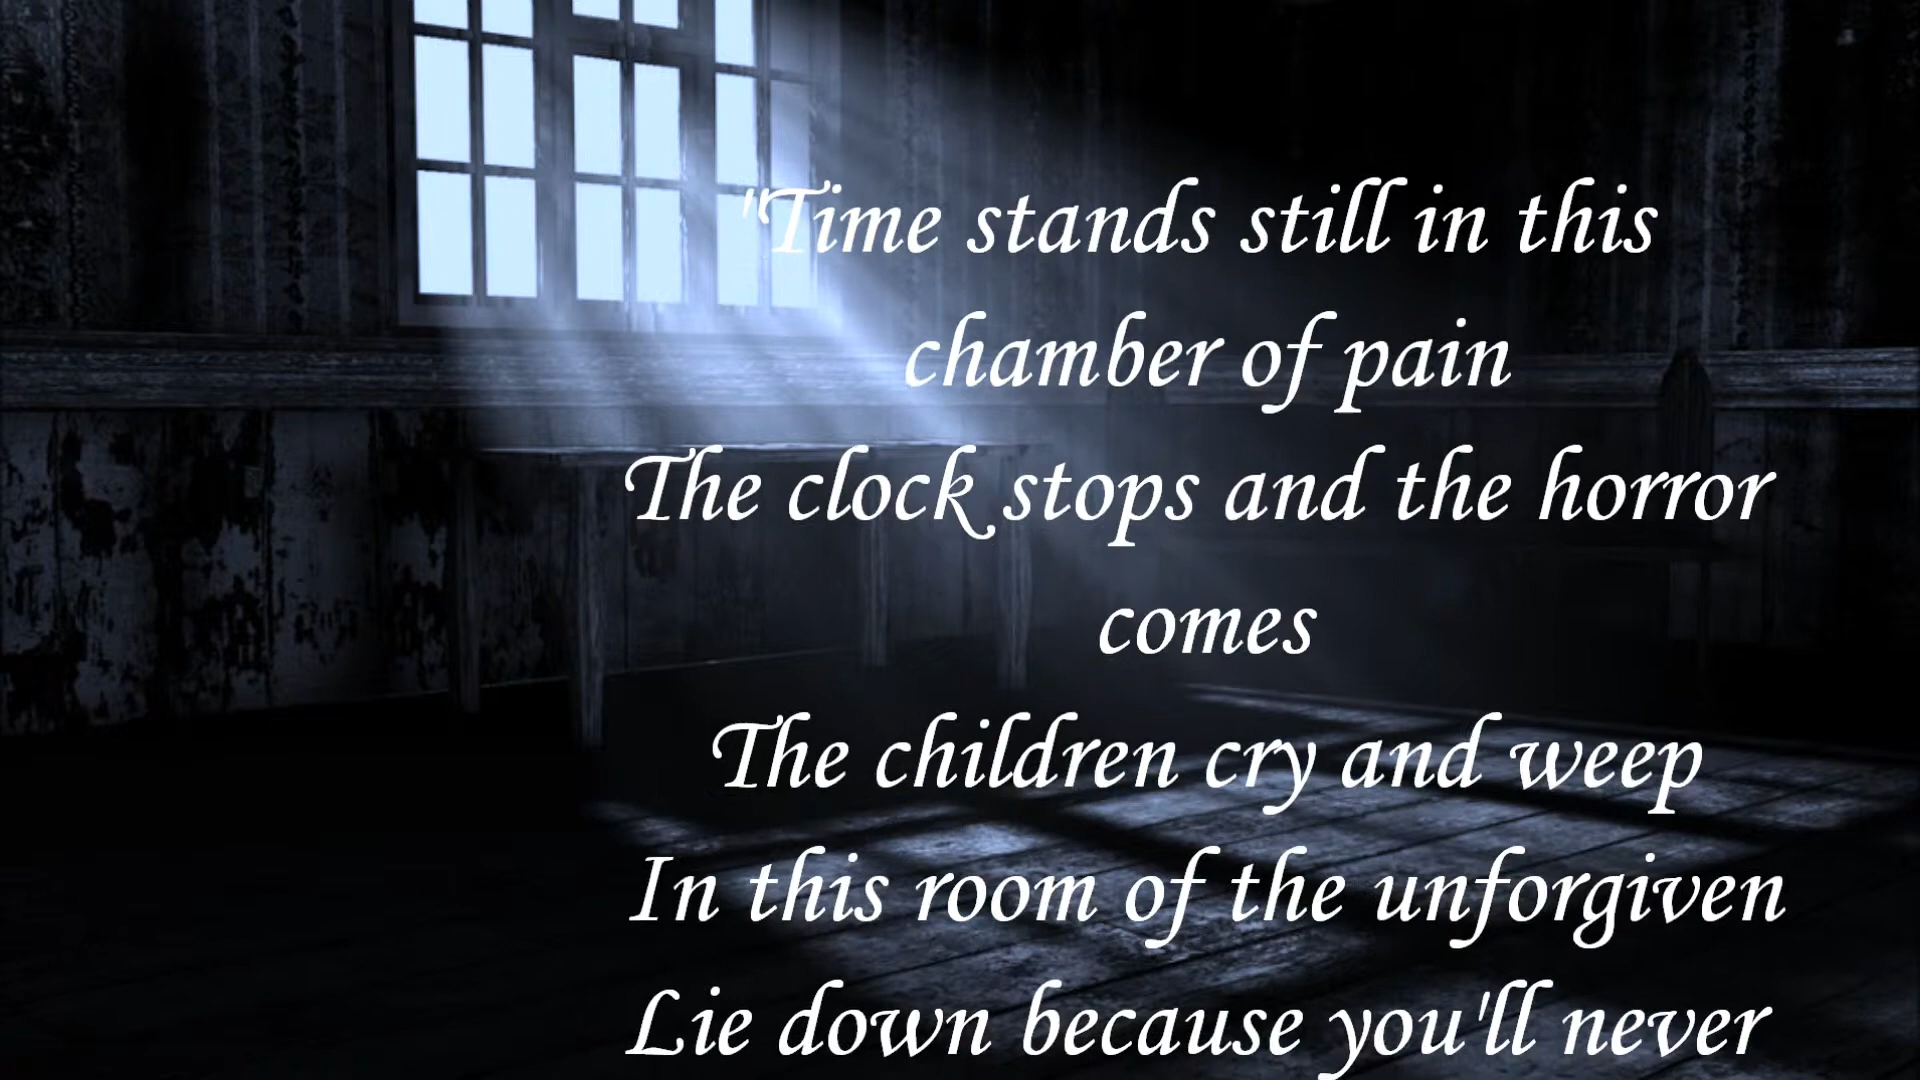 "Time stands still in this
chamber of pain
The clock stops and the horror
comes
The children cry and weep
In this room of the unforgiven
Lie down because you'll never